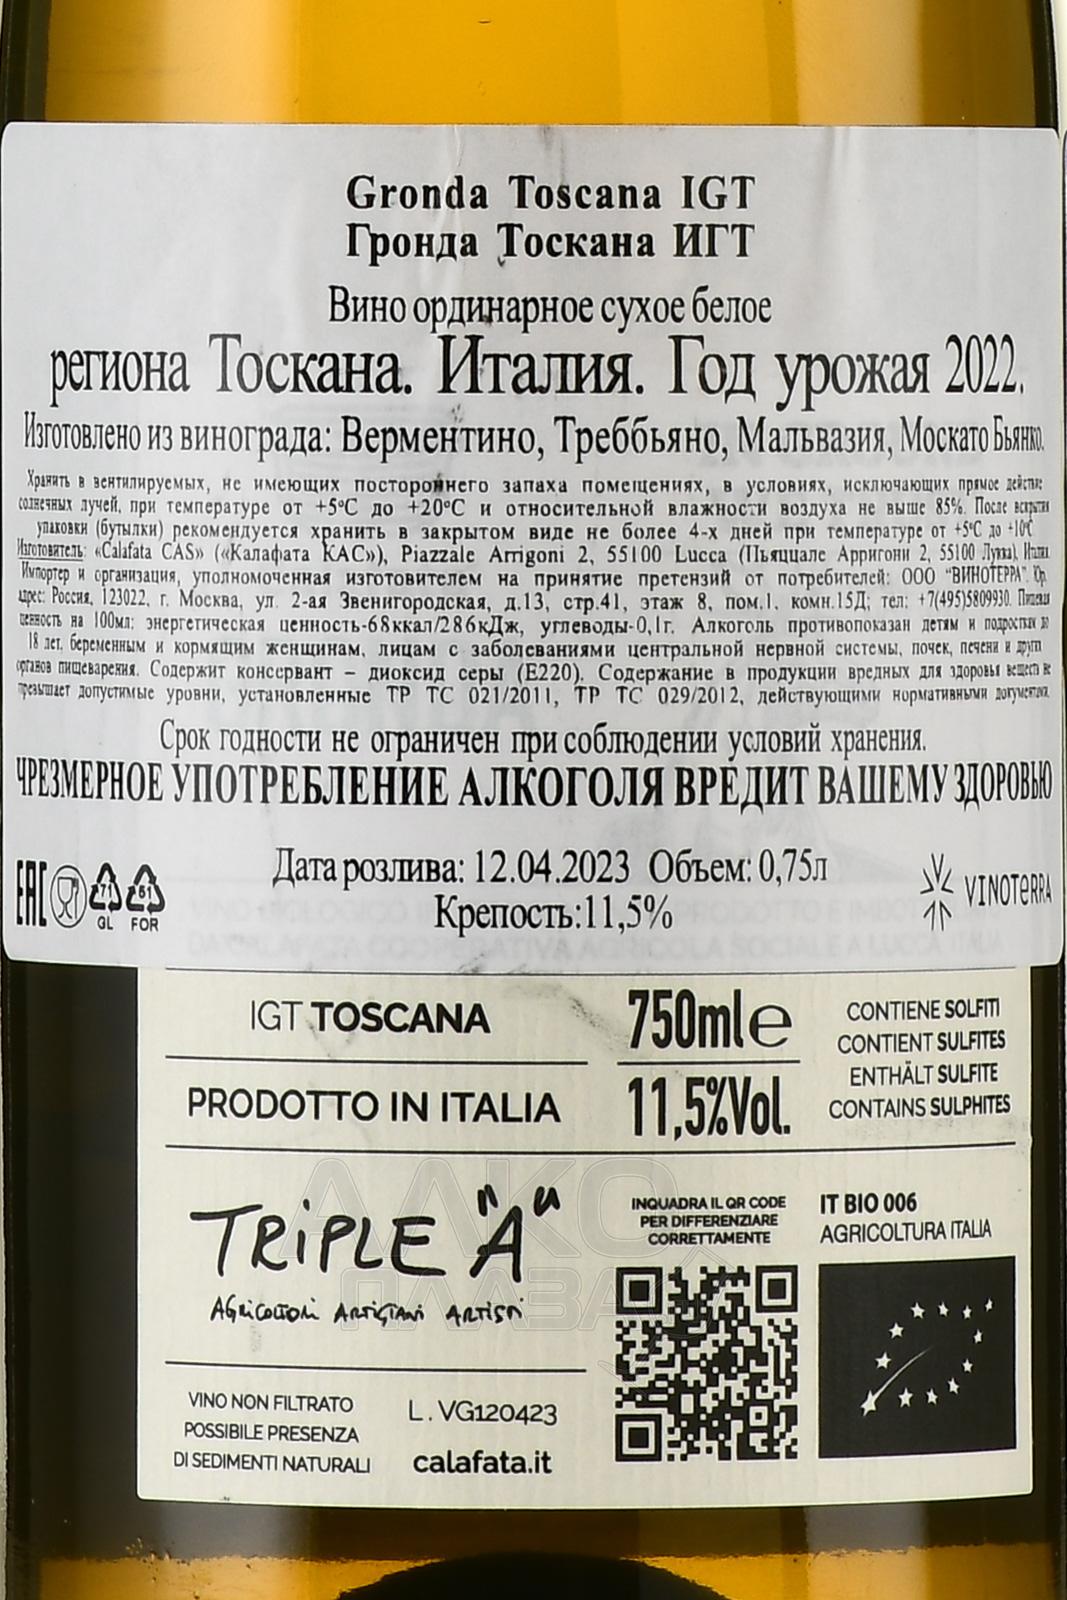 Gronda Toscana IGT
Гронда Тоскана ИГТ
Вино ординарное сухое белое
региона Тоскана. Италия. Год урожая 2022.
Изготовлено из винограда: Верментино, Треббьяно, Мальвазия, Москато Бьянко.
Хранить в вентилируемых, не имеющих постороннего запаха помещениях, в условиях, исключающих прямое действие
солнечных лучей, при температуре от +5°С до +20°С и относительной влажности воздуха не выше 85%. После вскрытия
упаковки (бутылки) рекомендуется хранить в закрытом виде не более 4-х дней при температуре от +5°С до +10°С
Изготовитель: «Calafata CAS» («Калафата КАС»), Piazzale Arrigoni 2, 55100 Lucca (Пьяццале Арригони 2, 55100 Лукка), Италия.
Импортер и организация, уполномоченная изготовителем на принятие претензий от потребителей: ООО "ВИНОТЕРРА". Юр.
адрес: Россия, 123022, г. Москва, ул. 2-ая Звенигородская, д.13, стр.41, этаж 8, пом.I, комн.15Д; тел: +7(495)5809930. Пищевая
ценность на 100мл: энергетическая ценность-68ккал/286кДж, углеводы-0,1г. Алкоголь противопоказан детям и подросткам до
18 лет, беременным и кормящим женщинам, лицам с заболеваниями центральной нервной системы, почек, печени и других
органов пищеварения. Содержит консервант – диоксид серы (Е220). Содержание в продукции вредных для здоровья веществ не
превышает допустимые уровни, установленные ТР ТС 021/2011, ТР ТС 029/2012, действующими нормативными документами.
Срок годности не ограничен при соблюдении условий хранения.
ЧРЕЗМЕРНОЕ УПОТРЕБЛЕНИЕ АЛКОГОЛЯ ВРЕДИТ ВАШЕМУ ЗДОРОВЬЮ
Дата розлива: 12.04.2023 Объем: 0,75л
Крепость:11,5%
EAC
71
GL
51
FOR
VINOTERRA
IGT TOSCANA
PRODOTTO IN ITALIA
750ml e
11,5%Vol.
CONTIENE SOLFITI
CONTIENT SULFITES
ENTHÄLT SULFITE
CONTAINS SULPHITES
TRIPLE "A"
AGRICOLTORI ARTIGIANI ARTISTI
INQUADRA IL QR CODE
PER DIFFERENZIARE
CORRETTAMENTE
IT BIO 006
AGRICOLTURA ITALIA
VINO NON FILTRATO
POSSIBILE PRESENZA
DI SEDIMENTI NATURALI
L. VG120423
calafata.it
АЛКО
ПЛАЗА